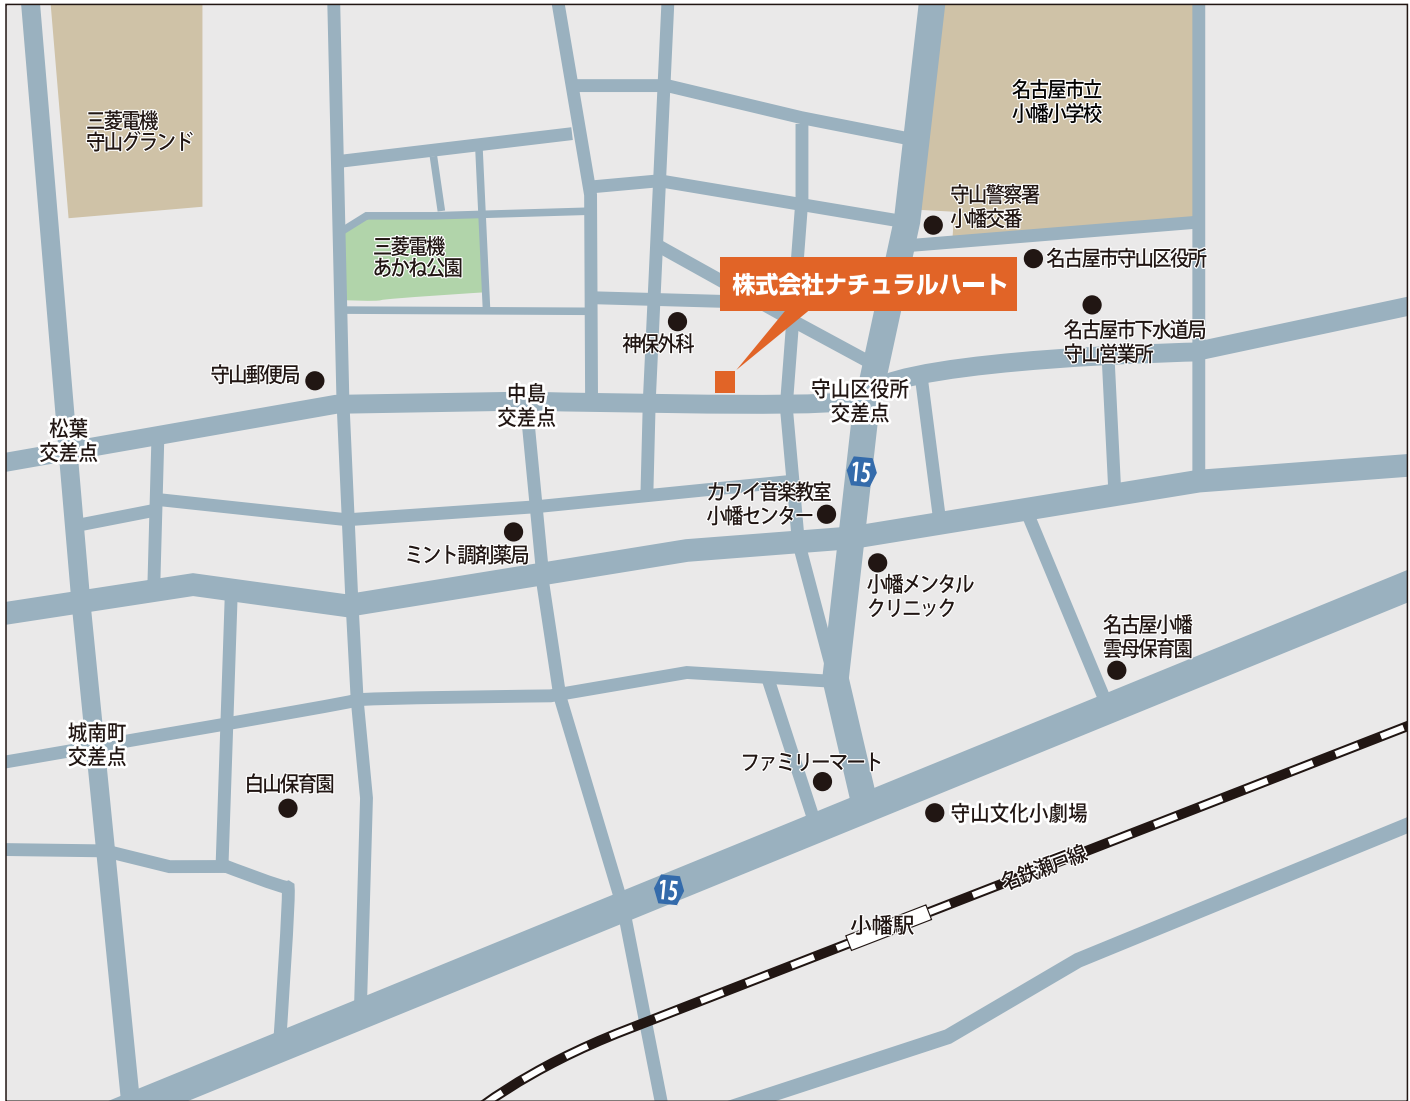 名古屋市立
小幡小学校
三菱電機
守山グランド
守山警察署
小幡交番
三菱電機
あかね公園
名古屋市守山区役所
株式会社ナチュラルハート
名古屋市下水道局
守山営業所
神保外科
守山郵便局
中島
交差点
守山区役所
交差点
松葉
交差点
15
カワイ音楽教室
小幡センター
ミント調剤薬局
小幡メンタル
クリニック
名古屋小幡
雲母保育園
城南町
交差点
ファミリーマート
白山保育園
守山文化小劇場
名鉄瀬戸線
15
小幡駅